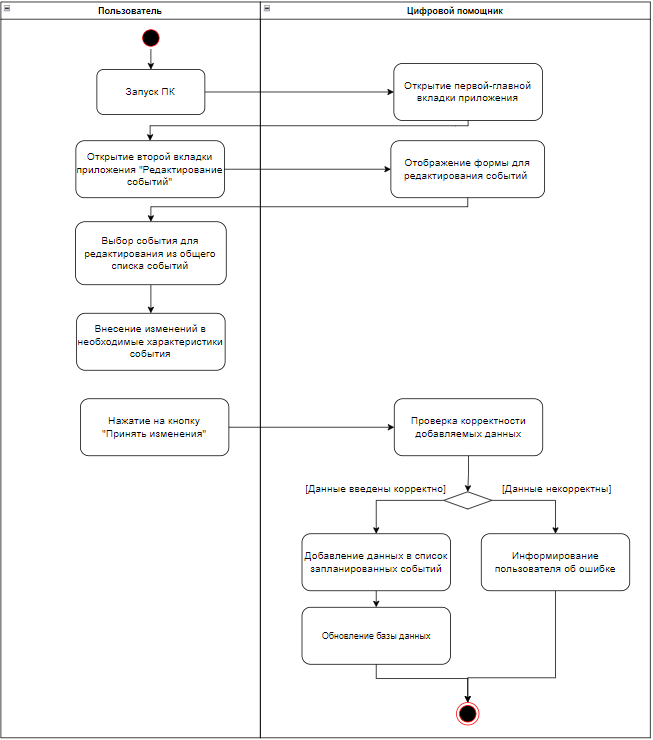 Пользователь
Цифровой помощник
Запуск ПК
Открытие первой-главной
вкладки приложения
Открытие второй вкладки
приложения "Редактирование
событий"
Отображение формы для
редактирования событий
Выбор события для
редактирования из общего
списка событий
Внесение изменений в
необходимые характеристики
события
Нажатие на кнопку
"Принять изменения"
Проверка корректности
добавляемых данных
[Данные введены корректно]
[Данные некорректны]
Добавление данных в список
запланированных событий
Информирование
пользователя об ошибке
Обновление базы данных